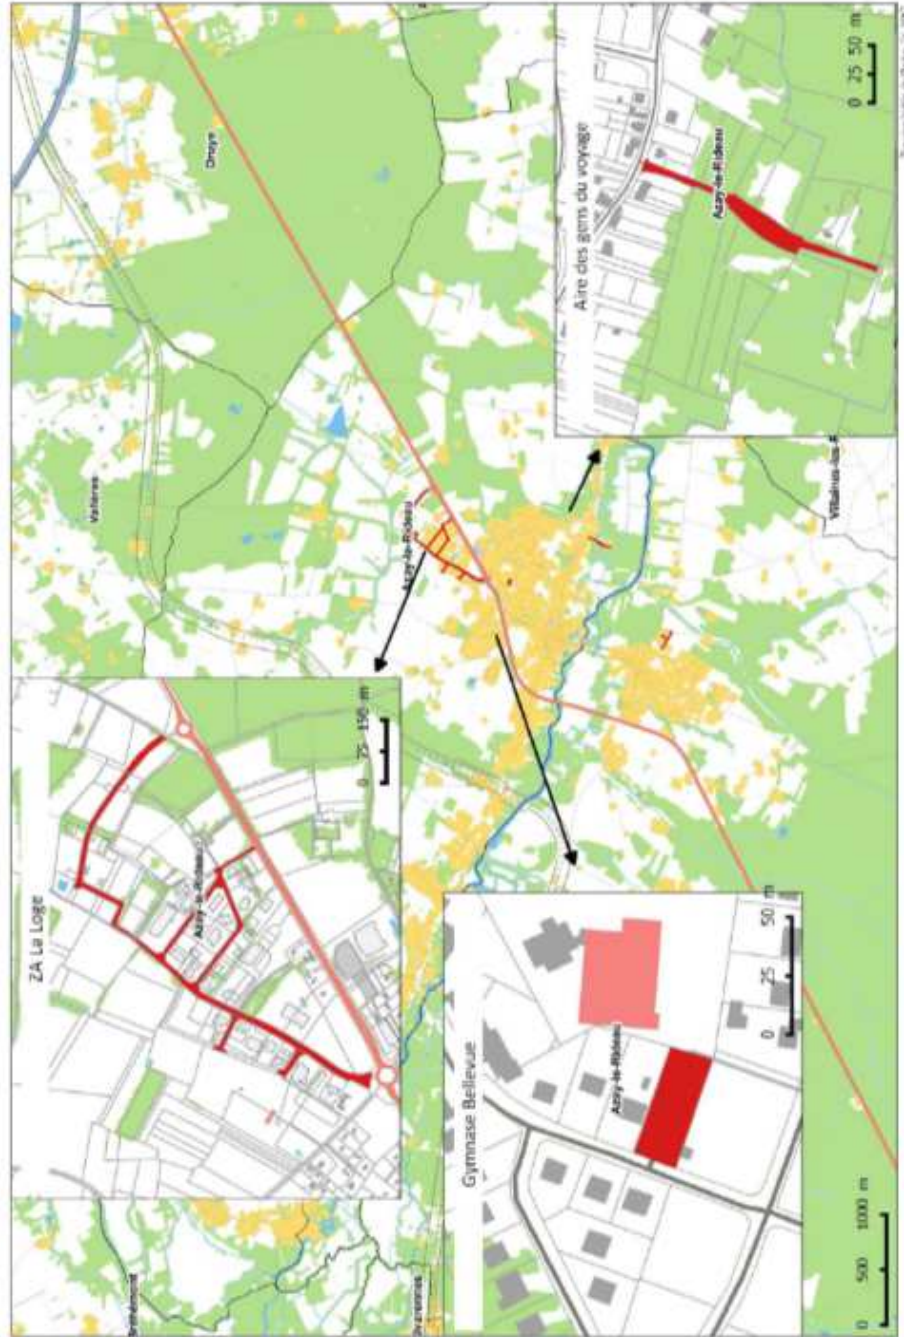 ZA La Loge
Azay-le-Rideau
0 75 150 m
Vallères
Druye
Azay-le-Rideau
Aire des gens du voyage
Azay-le-Rideau
0 25 50 m
Gymnase Bellevue
Azay-le-Rideau
0 25 50 m
0 500 1000 m